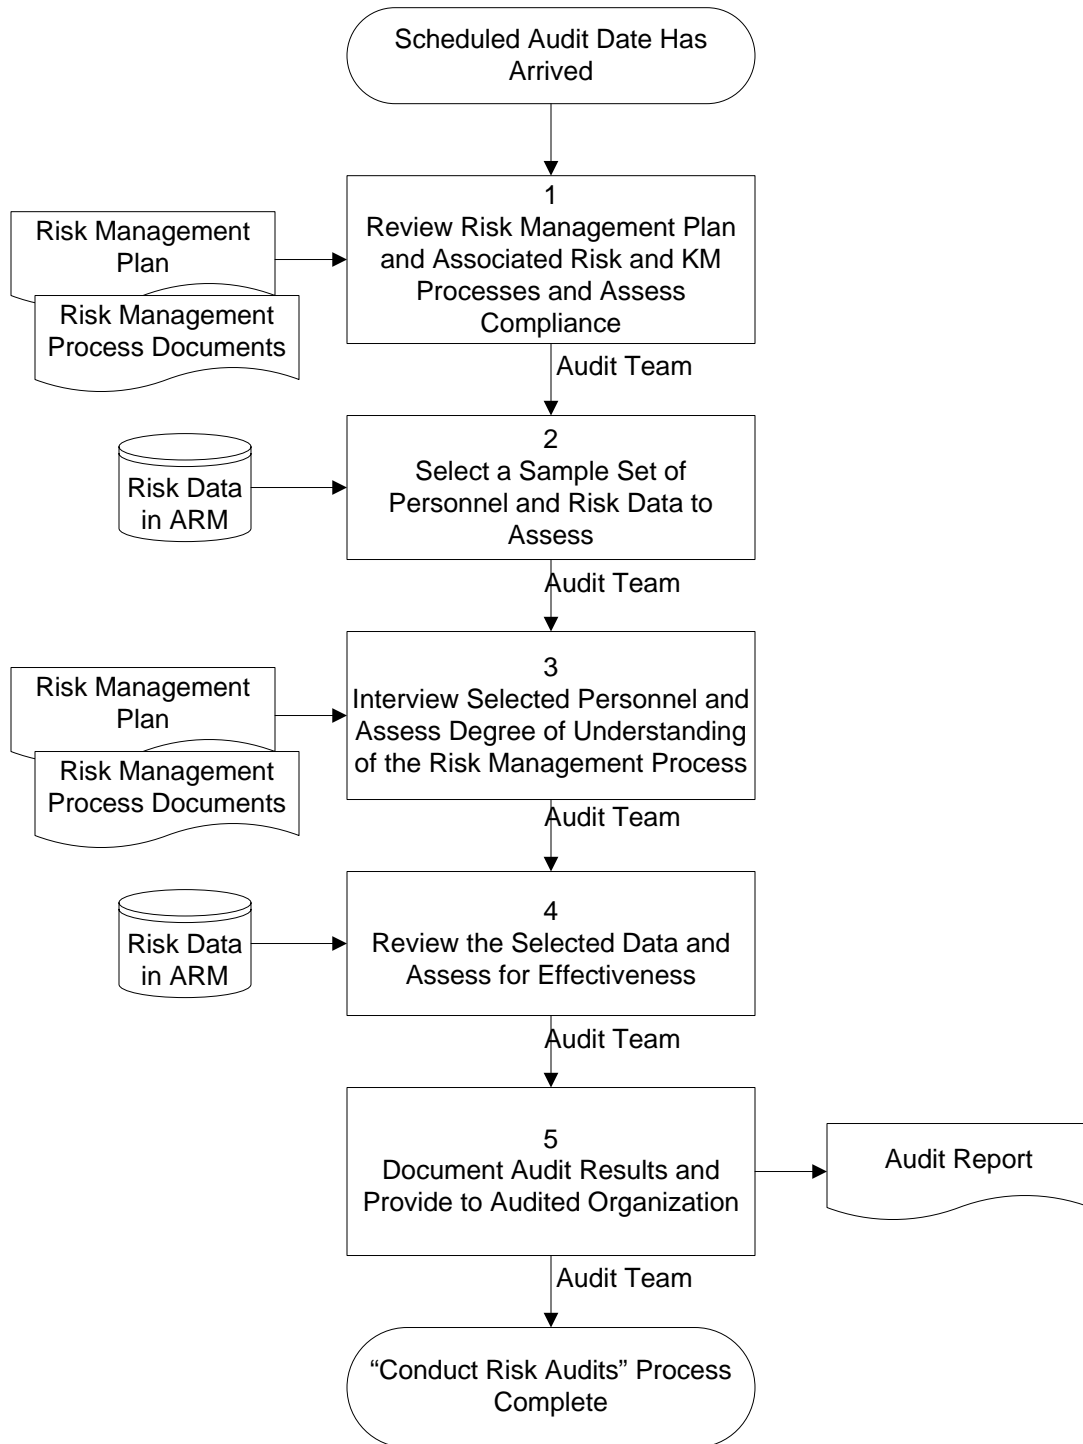 Scheduled Audit Date Has
Arrived
1
Review Risk Management Plan
and Associated Risk and KM
Processes and Assess
Compliance
Risk Management
Plan
Risk Management
Process Documents
Audit Team
2
Select a Sample Set of
Personnel and Risk Data to
Assess
Risk Data
in ARM
Audit Team
3
Interview Selected Personnel and
Assess Degree of Understanding
of the Risk Management Process
Risk Management
Plan
Risk Management
Process Documents
Audit Team
4
Review the Selected Data and
Assess for Effectiveness
Risk Data
in ARM
Audit Team
5
Document Audit Results and
Provide to Audited Organization
Audit Report
Audit Team
“Conduct Risk Audits” Process
Complete